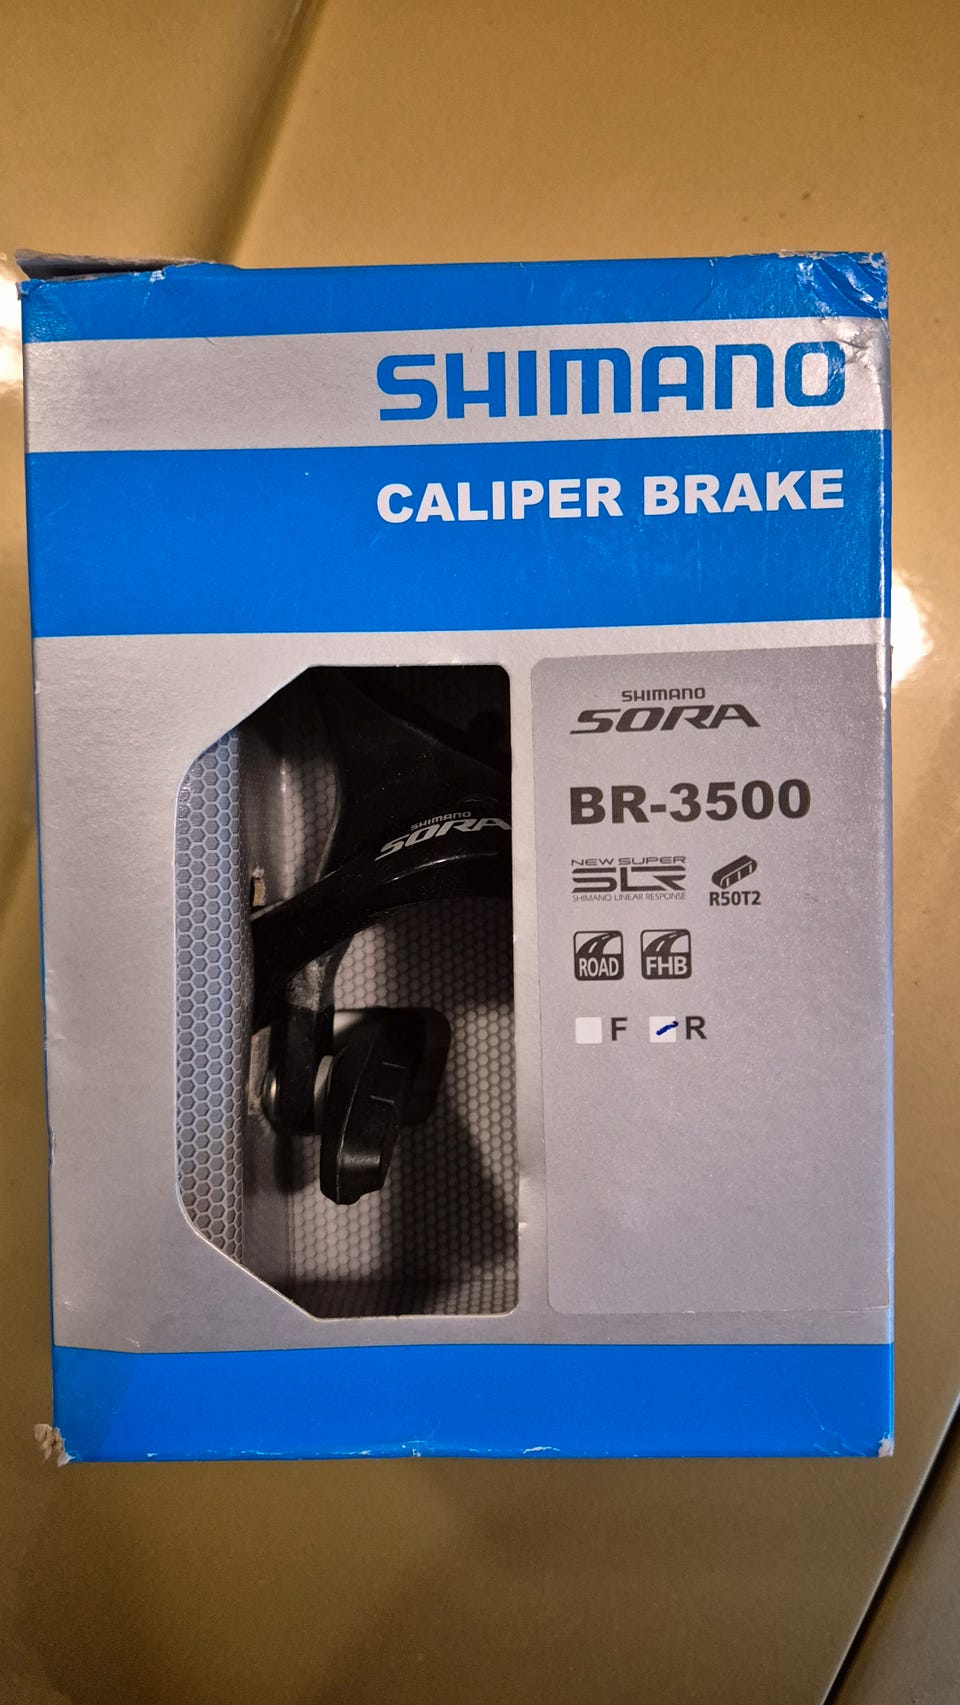 SHIMANO
CALIPER BRAKE
SHIMANO
SORA
BR-3500
NEW SUPER
SLR
SHIMANO LINEAR RESPONSE
R50T2
ROAD FHB
F R
SHIMANO
SORA